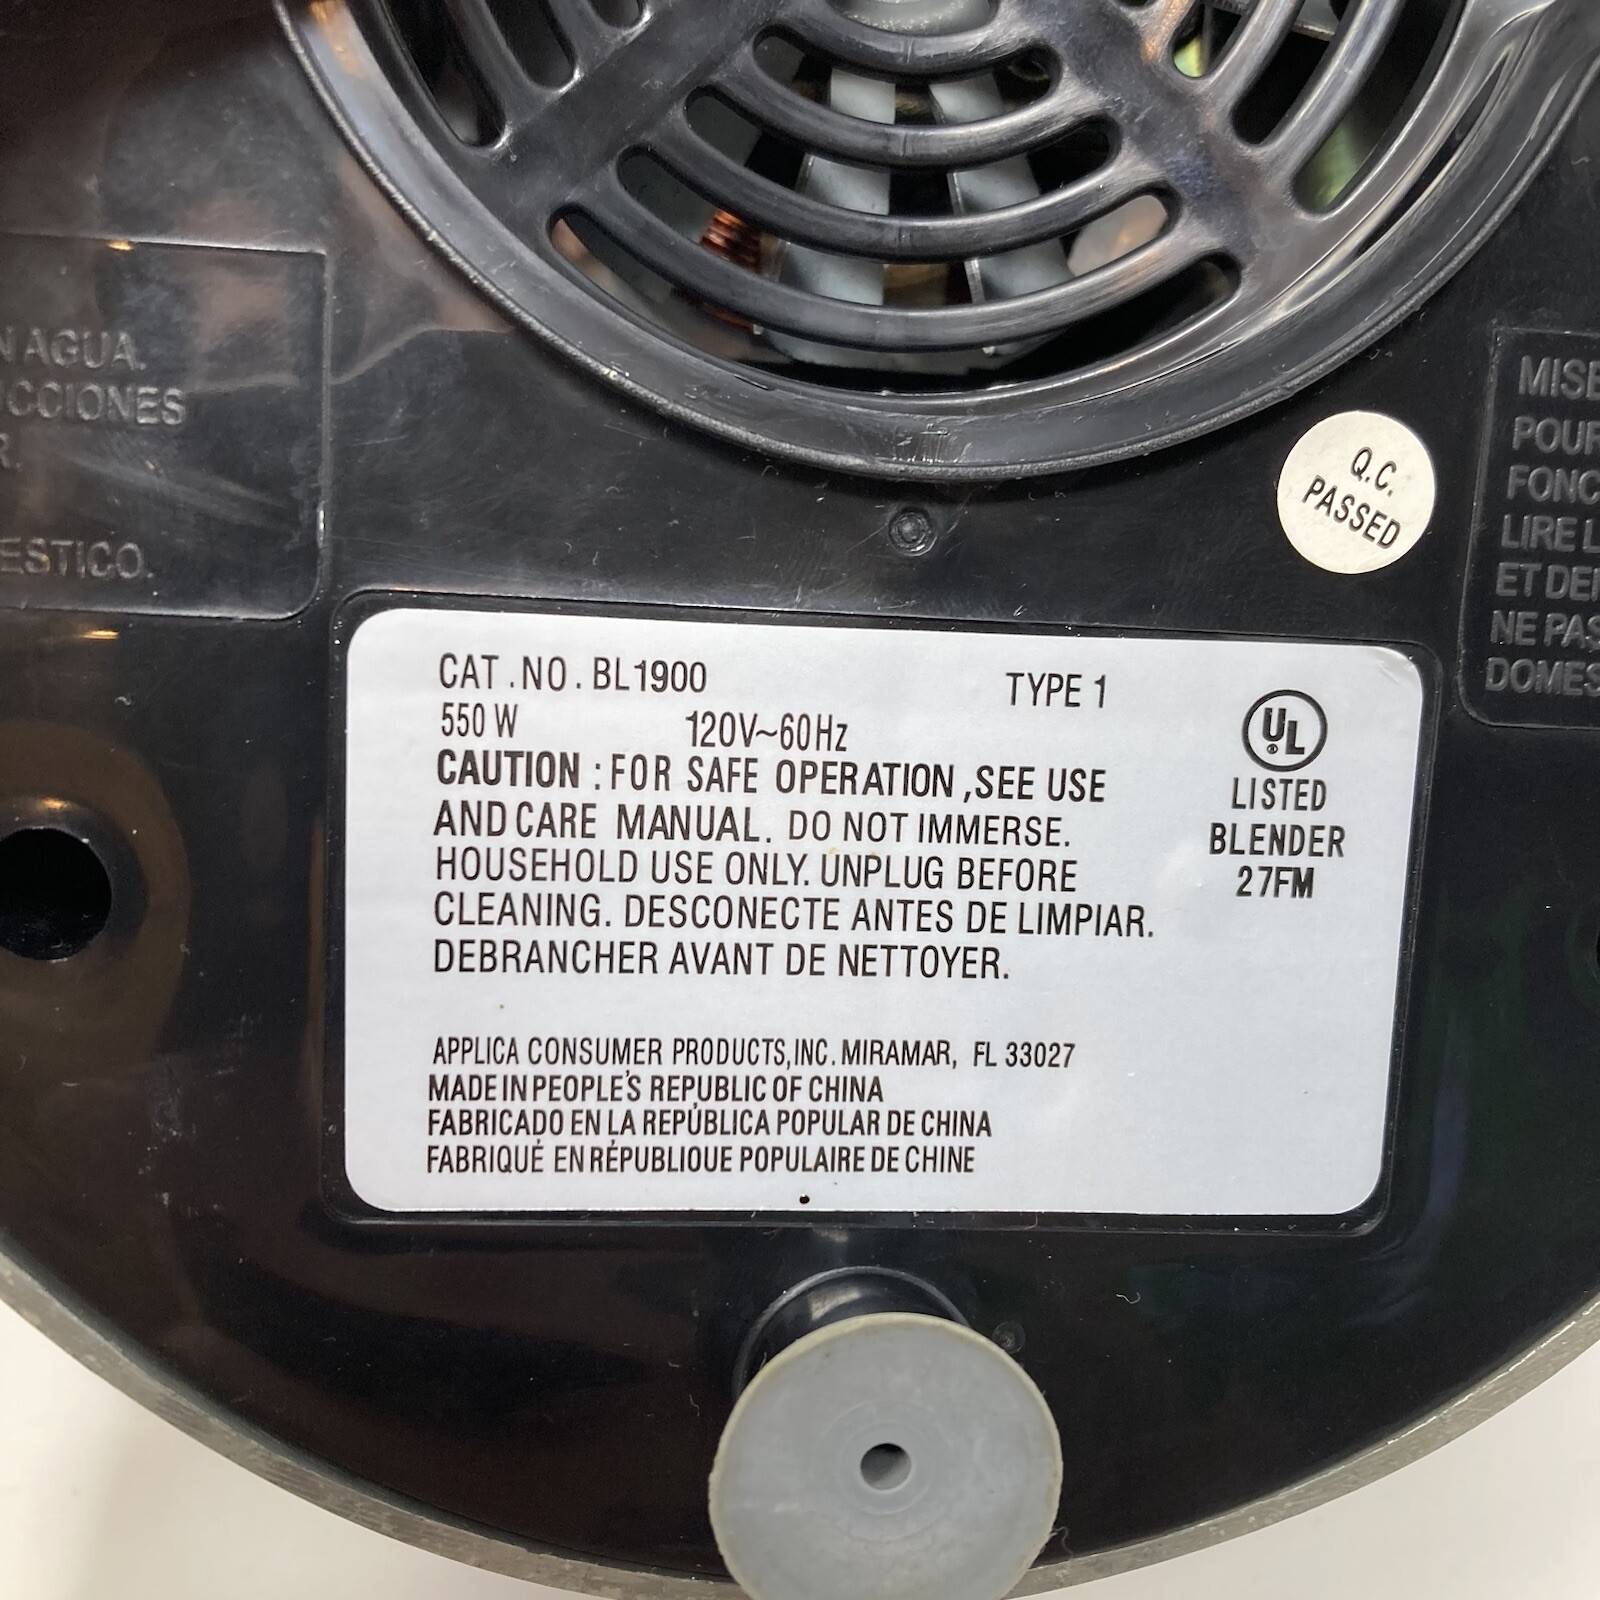 N AGUA.
CCIONES
R.
ESTICO.
Q.C.
PASSED
MISE
POUR
FONC
LIRE L
ET DE
NE PAS
DOMES
CAT.NO. BL1900 TYPE 1
550 W 120V~60Hz
CAUTION : FOR SAFE OPERATION ,SEE USE
AND CARE MANUAL. DO NOT IMMERSE.
HOUSEHOLD USE ONLY. UNPLUG BEFORE
CLEANING. DESCONECTE ANTES DE LIMPIAR.
DEBRANCHER AVANT DE NETTOYER.
UL
®
LISTED
BLENDER
27FM
APPLICA CONSUMER PRODUCTS,INC. MIRAMAR, FL 33027
MADE IN PEOPLE'S REPUBLIC OF CHINA
FABRICADO EN LA REPÚBLICA POPULAR DE CHINA
FABRIQUÉ EN RÉPUBLIOUE POPULAIRE DE CHINE